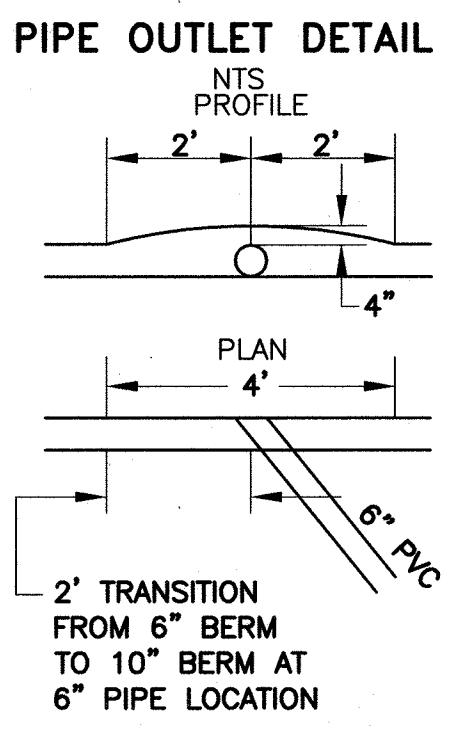 PIPE OUTLET DETAIL
NTS
PROFILE
2' 2'
4"
PLAN
4'
6" PVC
2' TRANSITION
FROM 6" BERM
TO 10" BERM AT
6" PIPE LOCATION